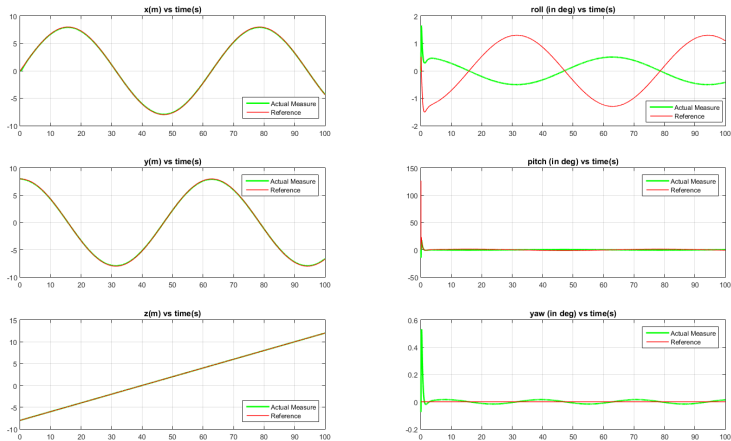 x(m) vs time(s)
10
5
0
-5
-10
0 10 20 30 40 50 60 70 80 90 100
Actual Measure
Reference
roll (in deg) vs time(s)
2
1
0
-1
-2
0 10 20 30 40 50 60 70 80 90 100
Actual Measure
Reference
y(m) vs time(s)
10
5
0
-5
-10
0 10 20 30 40 50 60 70 80 90 100
Actual Measure
Reference
pitch (in deg) vs time(s)
150
100
50
0
-50
0 10 20 30 40 50 60 70 80 90 100
Actual Measure
Reference
z(m) vs time(s)
15
10
5
0
-5
-10
0 10 20 30 40 50 60 70 80 90 100
Actual Measure
Reference
yaw (in deg) vs time(s)
0.6
0.4
0.2
0
-0.2
0 10 20 30 40 50 60 70 80 90 100
Actual Measure
Reference